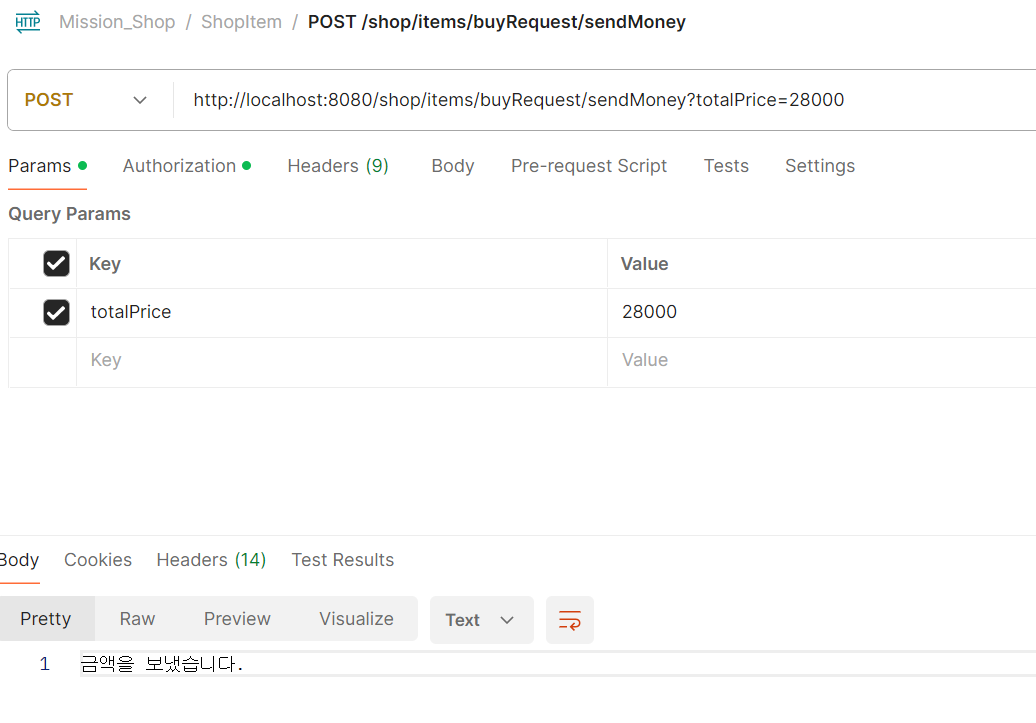 HTTP Mission_Shop / ShopItem / POST /shop/items/buyRequest/sendMoney
POST http://localhost:8080/shop/items/buyRequest/sendMoney?totalPrice=28000
Params Authorization Headers (9) Body Pre-request Script Tests Settings
Query Params
Key Value
totalPrice 28000
Key Value
Body Cookies Headers (14) Test Results
Pretty Raw Preview Visualize Text
1 금액을 보냈습니다.